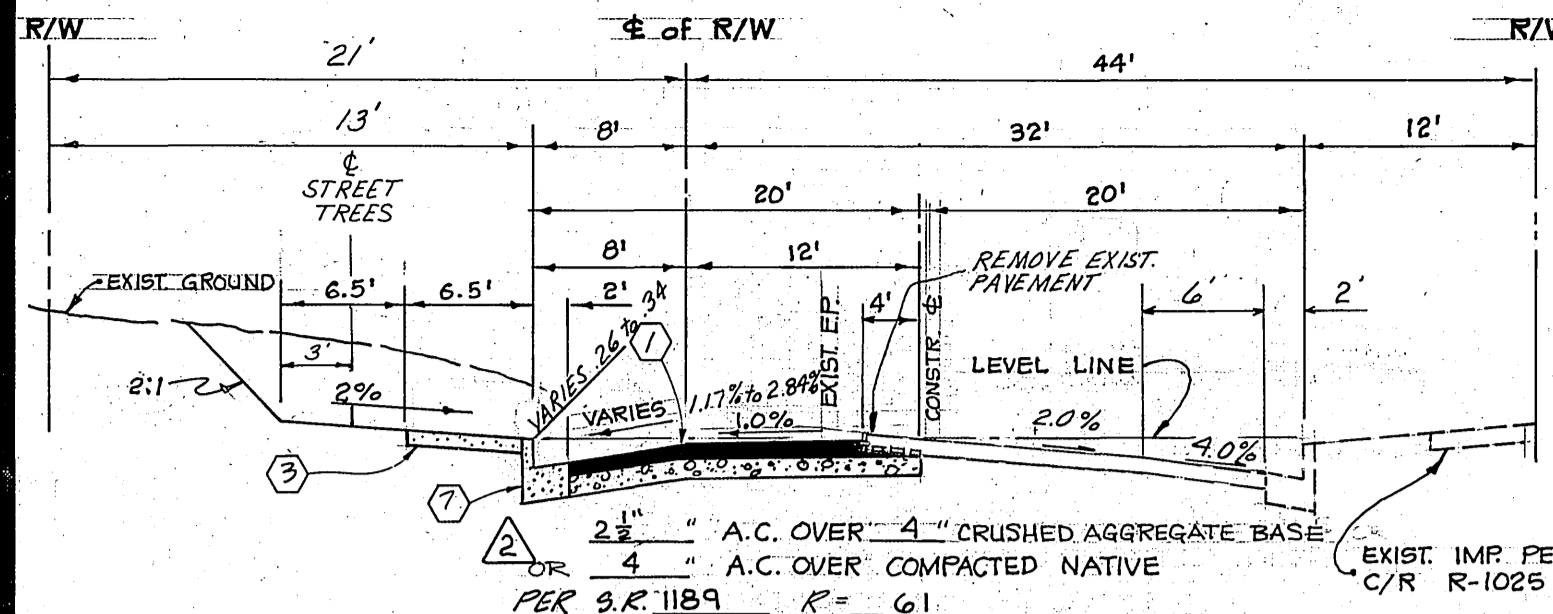 R/W
℄ of R/W
R/W
21'
44'
13'
8'
32'
12'
℄
STREET
TREES
20'
20'
8'
12'
REMOVE EXIST.
PAVEMENT
EXIST. GROUND
6.5'
6.5'
2'
VARIES .26 to .34
1
EXIST. E.P.
4'
CONSTR. ℄
6'
2'
3'
LEVEL LINE
2:1
2%
VARIES
1.17% to 2.84%
1.0%
2.0%
4.0%
3
7
2
2 1/2" " A.C. OVER 4 " CRUSHED AGGREGATE BASE
OR 4 " A.C. OVER COMPACTED NATIVE
PER S.R. 1189 R = 61
EXIST. IMP. PE
C/R R-1025